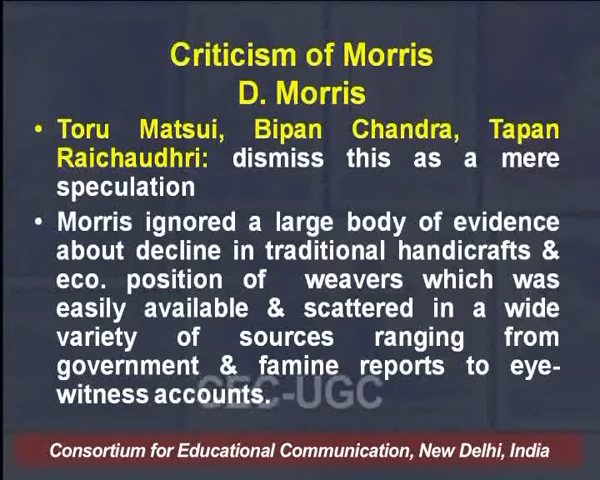 Criticism of Morris
D. Morris
• Toru Matsui, Bipan Chandra, Tapan
Raichaudhri: dismiss this as a mere
speculation
• Morris ignored a large body of evidence
about decline in traditional handicrafts &
eco. position of weavers which was
easily available & scattered in a wide
variety of sources ranging from
government & famine reports to eye-
witness accounts.
CEC-UGC
Consortium for Educational Communication, New Delhi, India